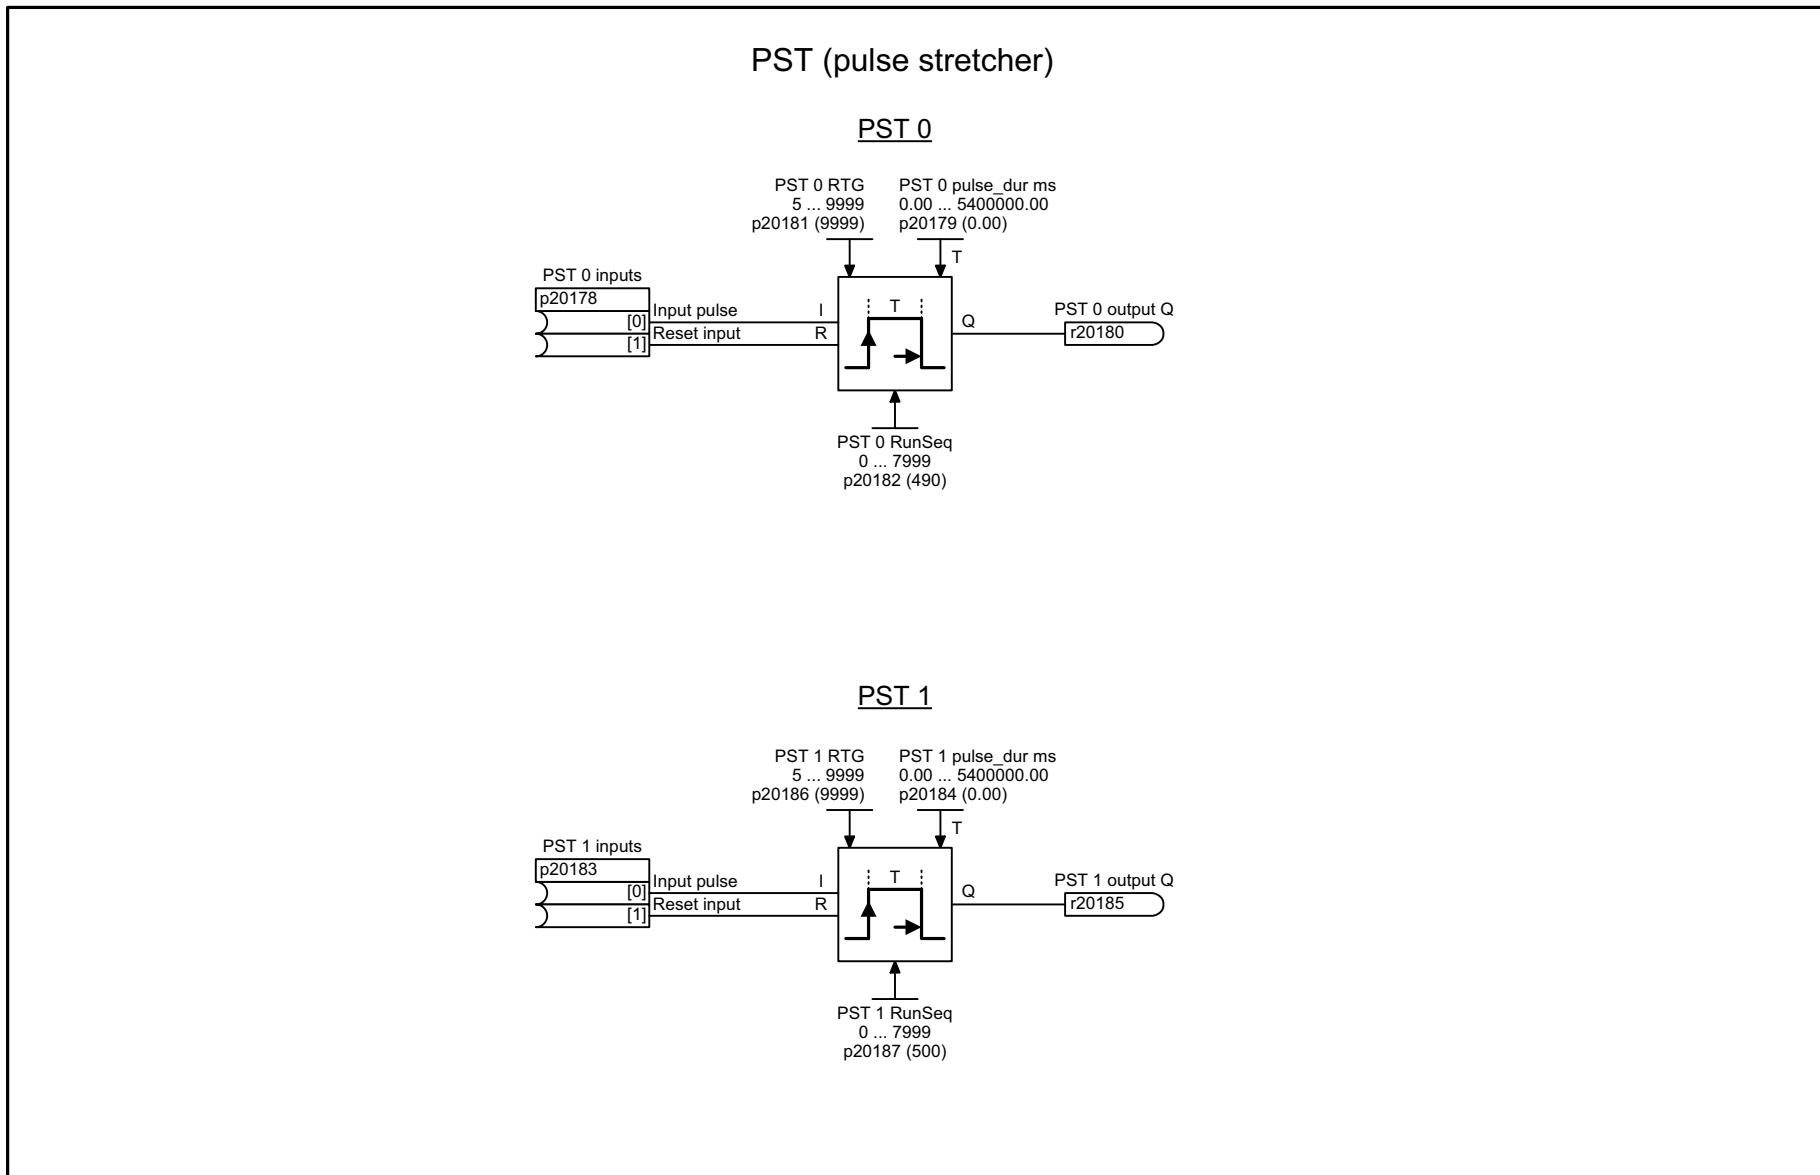 PST (pulse stretcher)
PST 0
PST 0 RTG
5 ... 9999
p20181 (9999)
PST 0 pulse_dur ms
0.00 ... 5400000.00
p20179 (0.00)
T
PST 0 inputs
p20178
[0]
Input pulse
I
[1]
Reset input
R
T
Q
PST 0 output Q
r20180
PST 0 RunSeq
0 ... 7999
p20182 (490)
PST 1
PST 1 RTG
5 ... 9999
p20186 (9999)
PST 1 pulse_dur ms
0.00 ... 5400000.00
p20184 (0.00)
T
PST 1 inputs
p20183
[0]
Input pulse
I
[1]
Reset input
R
T
Q
PST 1 output Q
r20185
PST 1 RunSeq
0 ... 7999
p20187 (500)